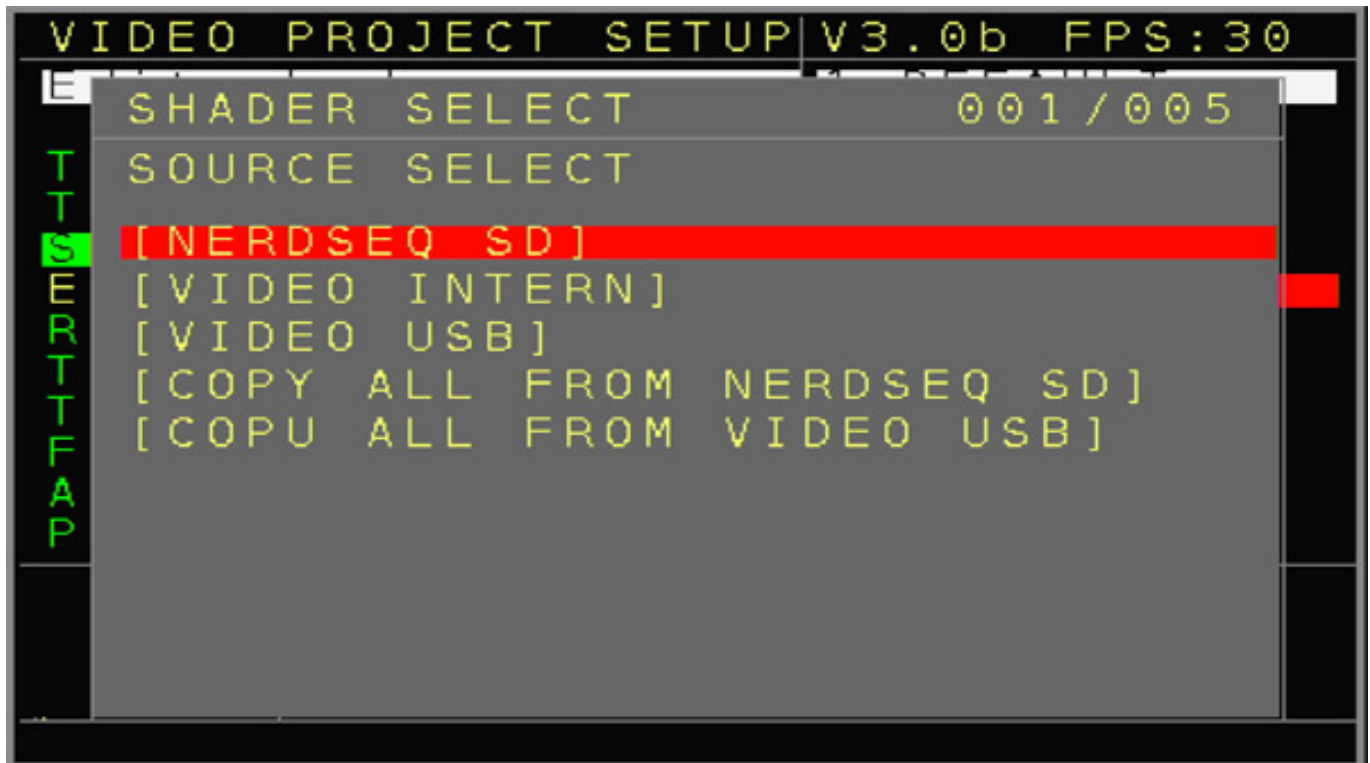 VIDEO PROJECT SETUP V3.0b FPS:30
E
SHADER SELECT 001/005
T SOURCE SELECT
T
S [NERDSEQ SD]
E [VIDEO INTERN]
R [VIDEO USB]
T [COPY ALL FROM NERDSEQ SD]
T
F [COPU ALL FROM VIDEO USB]
A
P